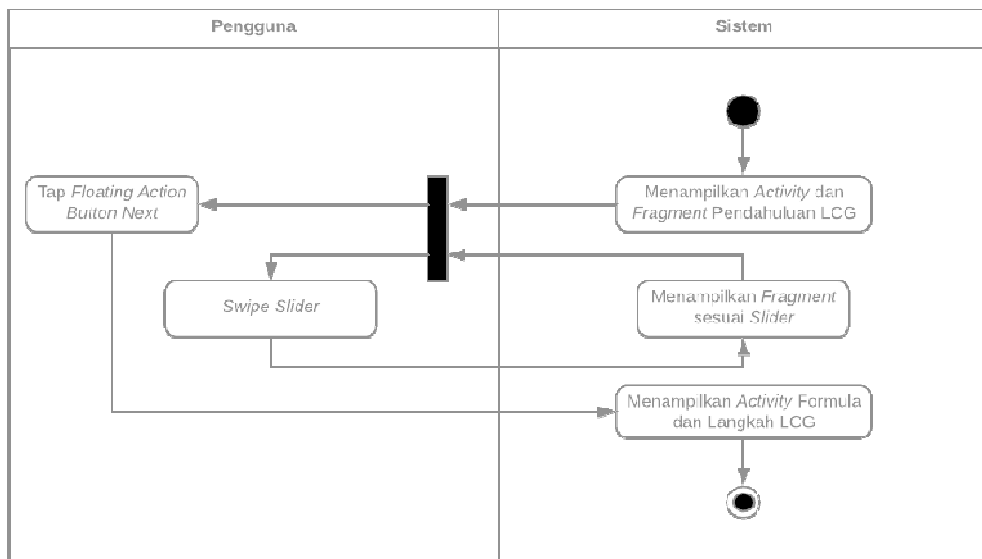 Pengguna
Sistem
Tap Floating Action
Button Next
Menampilkan Activity dan
Fragment Pendahuluan LCG
Swipe Slider
Menampilkan Fragment
sesuai Slider
Menampilkan Activity Formula
dan Langkah LCG